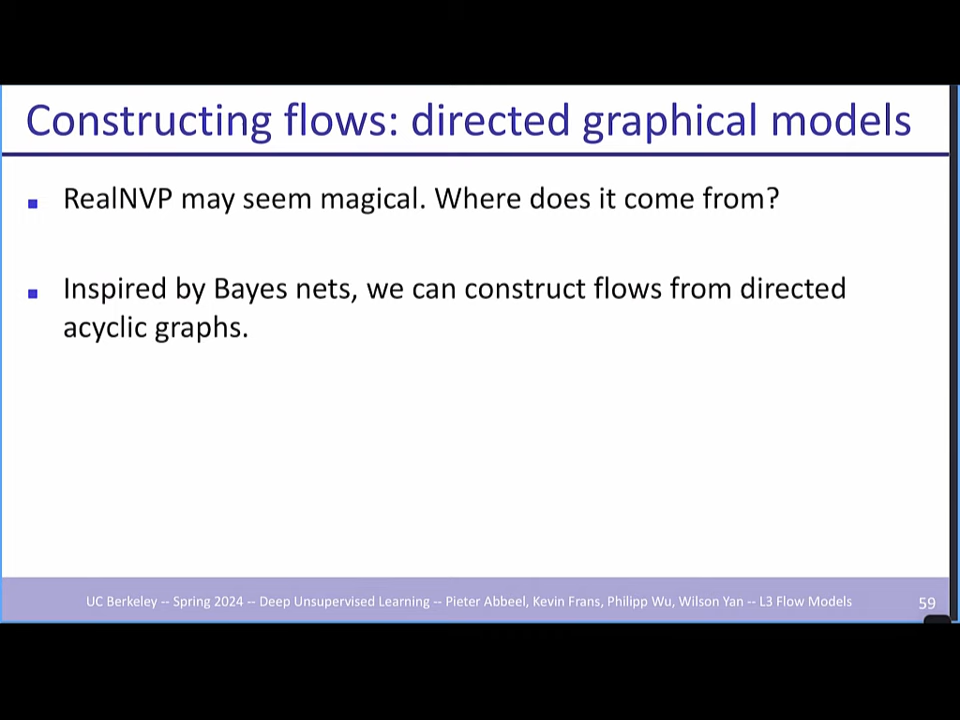 Constructing flows: directed graphical models
RealNVP may seem magical. Where does it come from?
Inspired by Bayes nets, we can construct flows from directed
acyclic graphs.
UC Berkeley -- Spring 2024 -- Deep Unsupervised Learning -- Pieter Abbeel, Kevin Frans, Philipp Wu, Wilson Yan -- L3 Flow Models
59